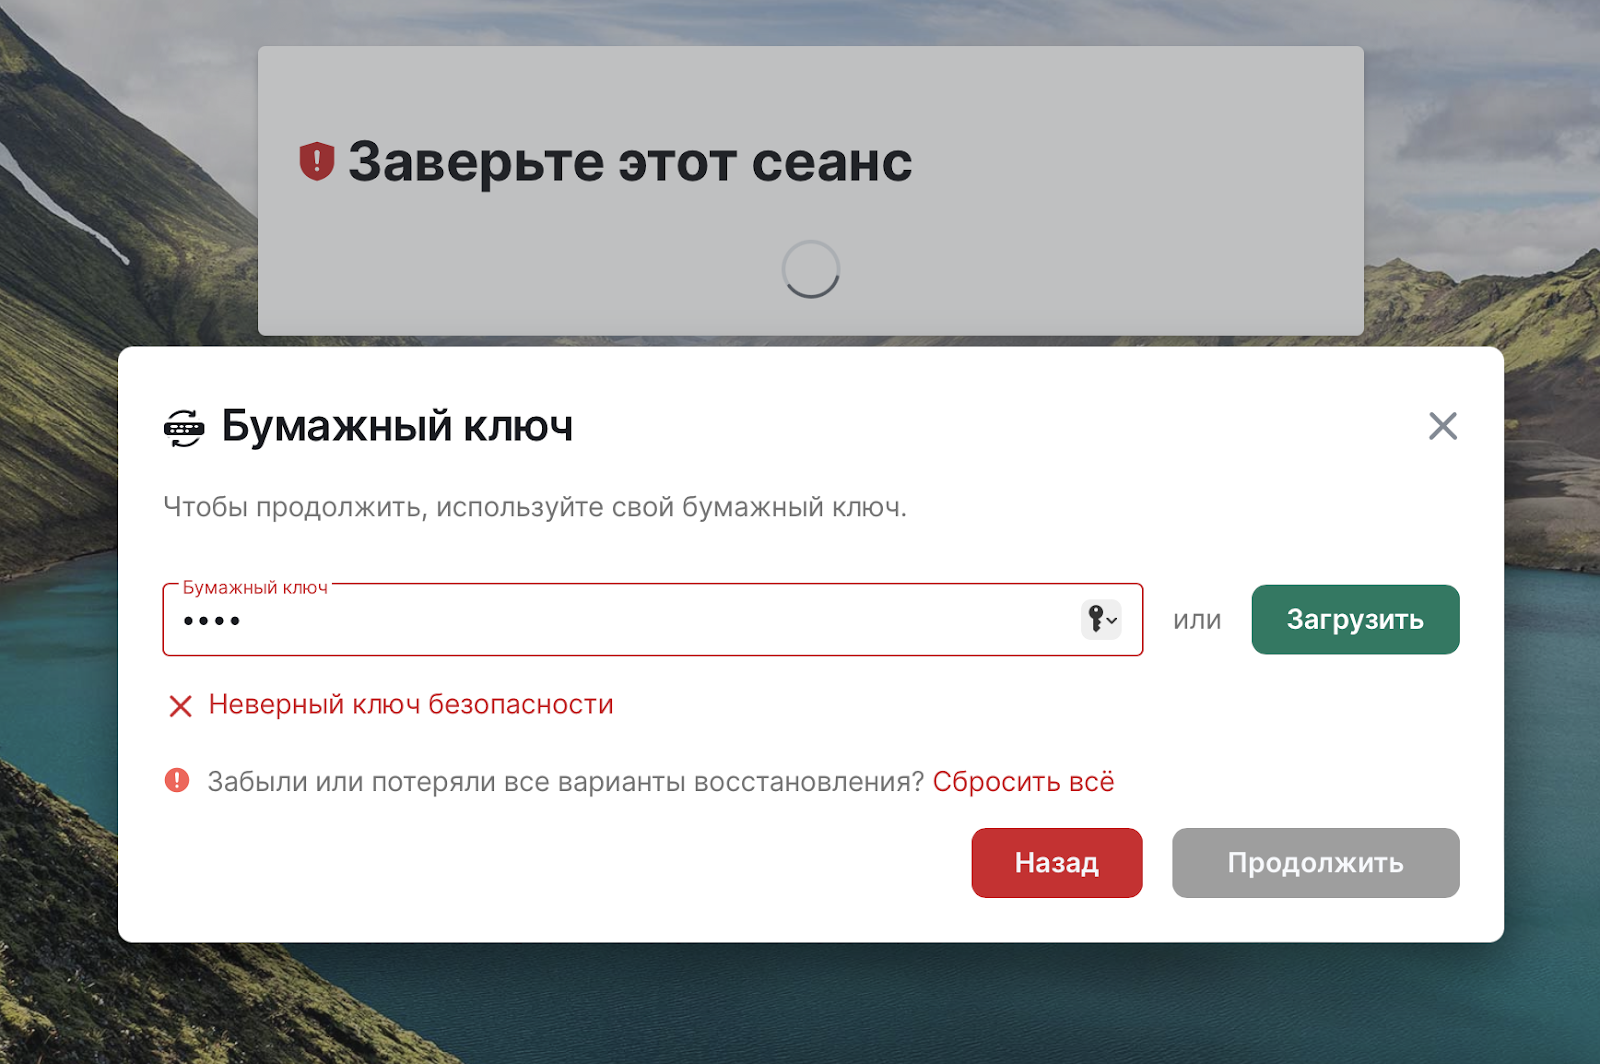 Заверьте этот сеанс
Бумажный ключ
Чтобы продолжить, используйте свой бумажный ключ.
Бумажный ключ
••••
или
Загрузить
Неверный ключ безопасности
Забыли или потеряли все варианты восстановления? Сбросить всё
Назад
Продолжить